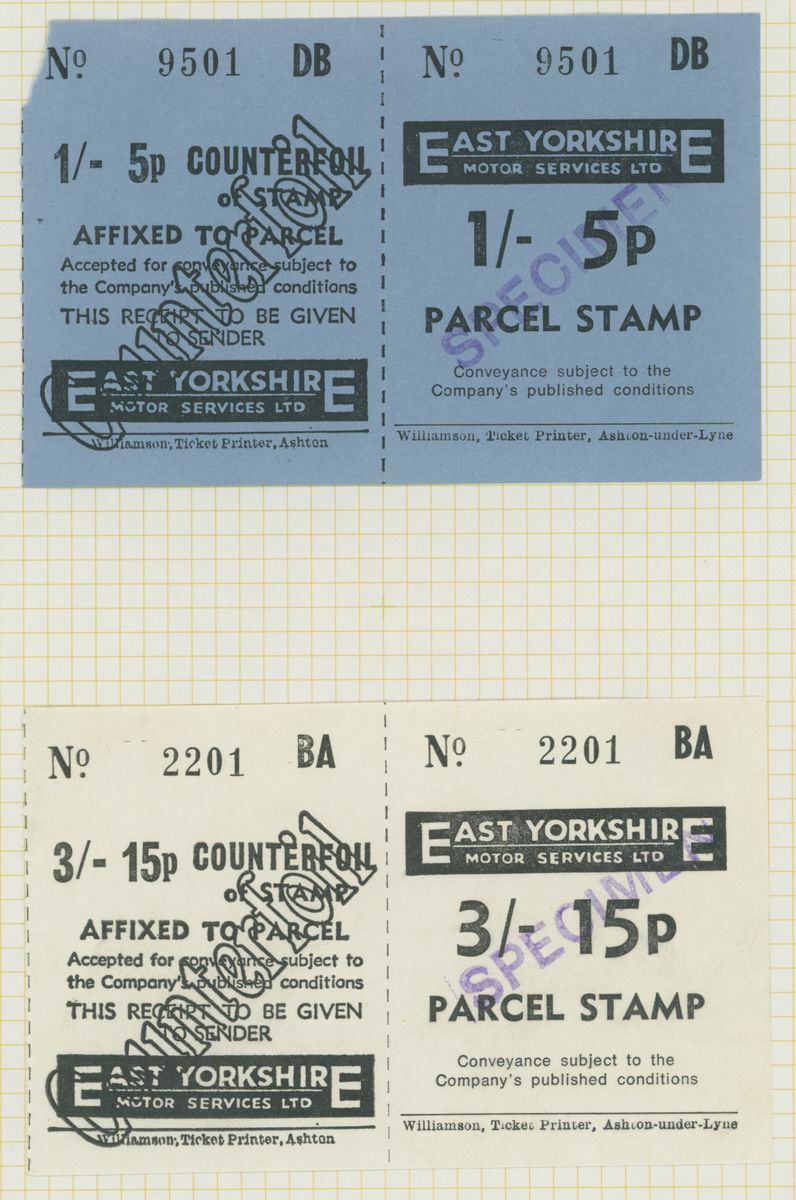 Nº 9501 DB
1/- 5p COUNTERFOIL
of STAMP
AFFIXED TO PARCEL
Accepted for conveyance subject to
the Company's published conditions
THIS RECEIPT TO BE GIVEN
TO SENDER
EAST YORKSHIRE
MOTOR SERVICES LTD
Williamson, Ticket Printer, Ashton
Counterfoil
Nº 9501 DB
EAST YORKSHIRE
MOTOR SERVICES LTD
1/- 5p
PARCEL STAMP
Conveyance subject to the
Company's published conditions
Williamson, Ticket Printer, Ashton-under-Lyne
SPECIMEN
Nº 2201 BA
3/- 15p COUNTERFOIL
of STAMP
AFFIXED TO PARCEL
Accepted for conveyance subject to
the Company's published conditions
THIS RECEIPT TO BE GIVEN
TO SENDER
EAST YORKSHIRE
MOTOR SERVICES LTD
Williamson, Ticket Printer, Ashton
Counterfoil
Nº 2201 BA
EAST YORKSHIRE
MOTOR SERVICES LTD
3/- 15p
PARCEL STAMP
Conveyance subject to the
Company's published conditions
Williamson, Ticket Printer, Ashton-under-Lyne
SPECIMEN